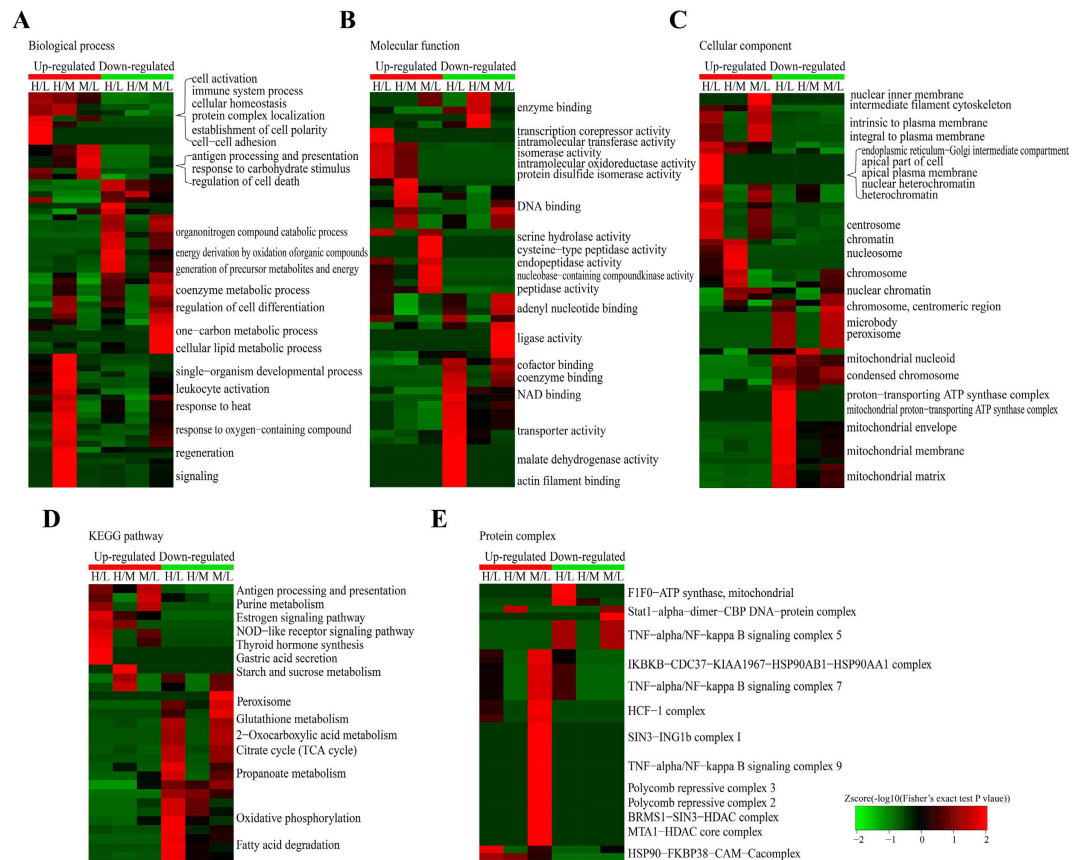 A
Biological process
Up-regulated Down-regulated
H/L H/M M/L H/L H/M M/L
cell activation
immune system process
cellular homeostasis
protein complex localization
establishment of cell polarity
cell−cell adhesion
antigen processing and presentation
response to carbohydrate stimulus
regulation of cell death
organonitrogen compound catabolic process
energy derivation by oxidation oforganic compounds
generation of precursor metabolites and energy
coenzyme metabolic process
regulation of cell differentiation
one−carbon metabolic process
cellular lipid metabolic process
single−organism developmental process
leukocyte activation
response to heat
response to oxygen−containing compound
regeneration
signaling
B
Molecular function
Up-regulated Down-regulated
H/L H/M M/L H/L H/M M/L
enzyme binding
transcription corepressor activity
intramolecular transferase activity
isomerase activity
intramolecular oxidoreductase activity
protein disulfide isomerase activity
DNA binding
serine hydrolase activity
cysteine−type peptidase activity
endopeptidase activity
nucleobase−containing compoundkinase activity
peptidase activity
adenyl nucleotide binding
ligase activity
cofactor binding
coenzyme binding
NAD binding
transporter activity
malate dehydrogenase activity
actin filament binding
C
Cellular component
Up-regulated Down-regulated
H/L H/M M/L H/L H/M M/L
nuclear inner membrane
intermediate filament cytoskeleton
intrinsic to plasma membrane
integral to plasma membrane
endoplasmic reticulum−Golgi intermediate compartment
apical part of cell
apical plasma membrane
nuclear heterochromatin
heterochromatin
centrosome
chromatin
nucleosome
chromosome
nuclear chromatin
chromosome, centromeric region
microbody
peroxisome
mitochondrial nucleoid
condensed chromosome
proton−transporting ATP synthase complex
mitochondrial proton−transporting ATP synthase complex
mitochondrial envelope
mitochondrial membrane
mitochondrial matrix
D
KEGG pathway
Up-regulated Down-regulated
H/L H/M M/L H/L H/M M/L
Antigen processing and presentation
Purine metabolism
Estrogen signaling pathway
NOD−like receptor signaling pathway
Thyroid hormone synthesis
Gastric acid secretion
Starch and sucrose metabolism
Peroxisome
Glutathione metabolism
2−Oxocarboxylic acid metabolism
Citrate cycle (TCA cycle)
Propanoate metabolism
Oxidative phosphorylation
Fatty acid degradation
E
Protein complex
Up-regulated Down-regulated
H/L H/M M/L H/L H/M M/L
F1F0−ATP synthase, mitochondrial
Stat1−alpha−dimer−CBP DNA−protein complex
TNF−alpha/NF−kappa B signaling complex 5
IKBKB−CDC37−KIAA1967−HSP90AB1−HSP90AA1 complex
TNF−alpha/NF−kappa B signaling complex 7
HCF−1 complex
SIN3−ING1b complex I
TNF−alpha/NF−kappa B signaling complex 9
Polycomb repressive complex 3
Polycomb repressive complex 2
BRMS1−SIN3−HDAC complex
MTA1−HDAC core complex
HSP90−FKBP38−CAM−Cacomplex
Zscore(-log10(Fisher's exact test P vlaue))
−2 −1 0 1 2